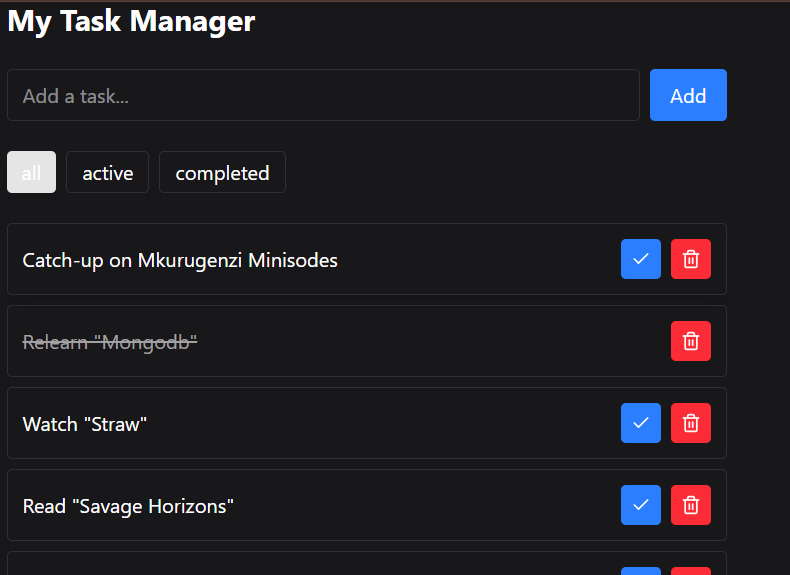 My Task Manager
Add a task...
Add
all
active
completed
Catch-up on Mkurugenzi Minisodes
Relearn "Mongodb"
Watch "Straw"
Read "Savage Horizons"